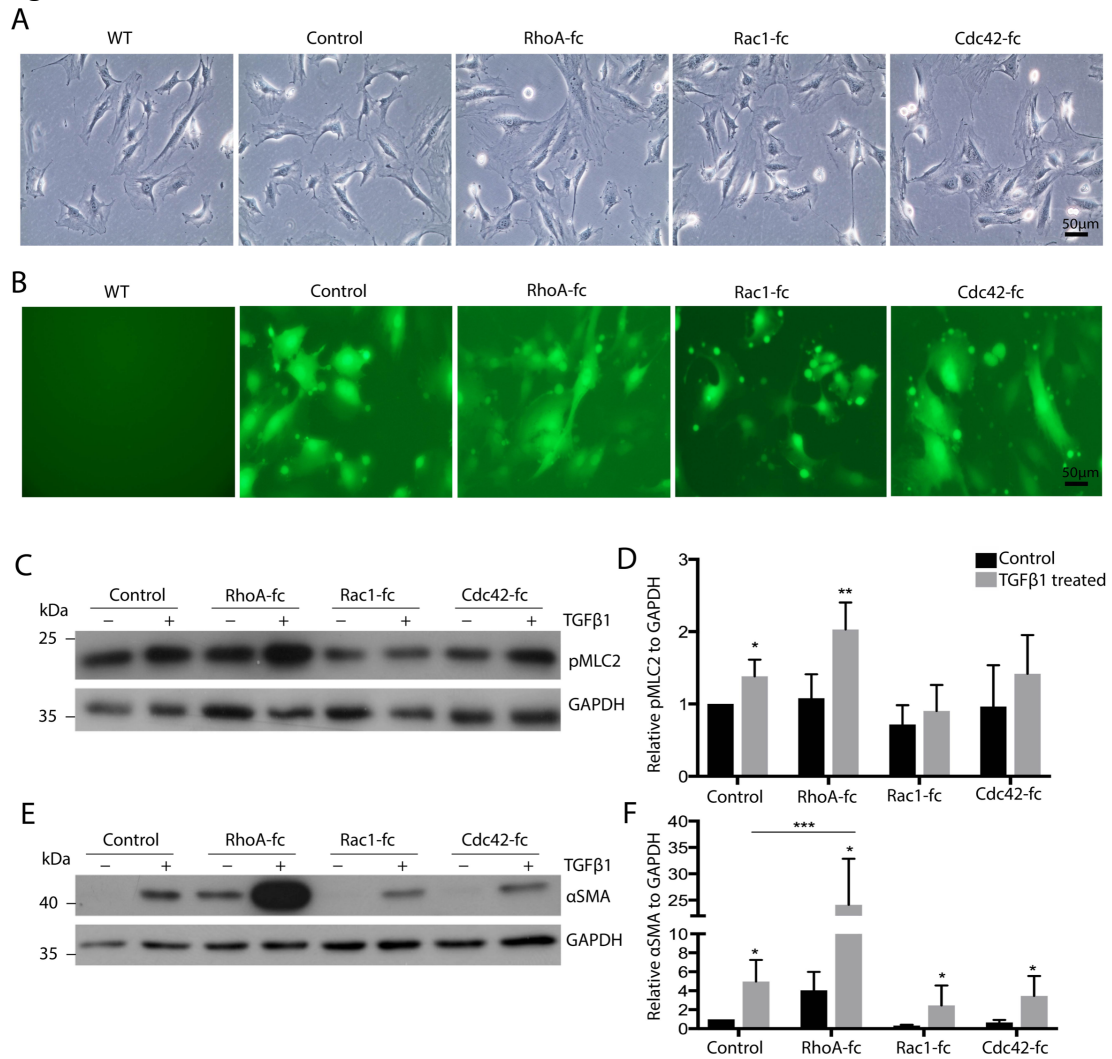 A
WT Control RhoA-fc Rac1-fc Cdc42-fc
50µm
B
WT Control RhoA-fc Rac1-fc Cdc42-fc
50µm
C
Control RhoA-fc Rac1-fc Cdc42-fc
kDa
– + – + – + – + TGFβ1
25
pMLC2
GAPDH
35
D
Control
TGFβ1 treated
Relative pMLC2 to GAPDH
3
2
1
0
* **
Control RhoA-fc Rac1-fc Cdc42-fc
E
Control RhoA-fc Rac1-fc Cdc42-fc
kDa
– + – + – + – + TGFβ1
αSMA
40
GAPDH
35
F
Relative αSMA to GAPDH
40
35
30
25
10
8
6
4
2
0
***
* * * *
Control RhoA-fc Rac1-fc Cdc42-fc